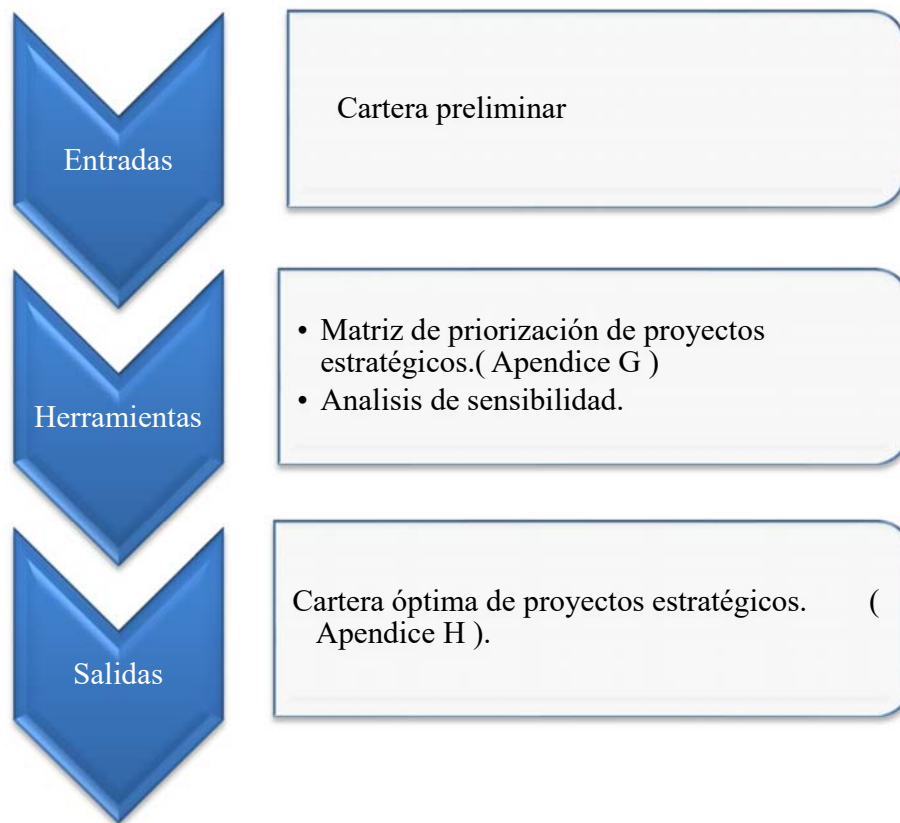 Entradas
Cartera preliminar
Herramientas
• Matriz de priorización de proyectos
estratégicos.( Apendice G )
• Analisis de sensibilidad.
Salidas
Cartera óptima de proyectos estratégicos. (
Apendice H ).